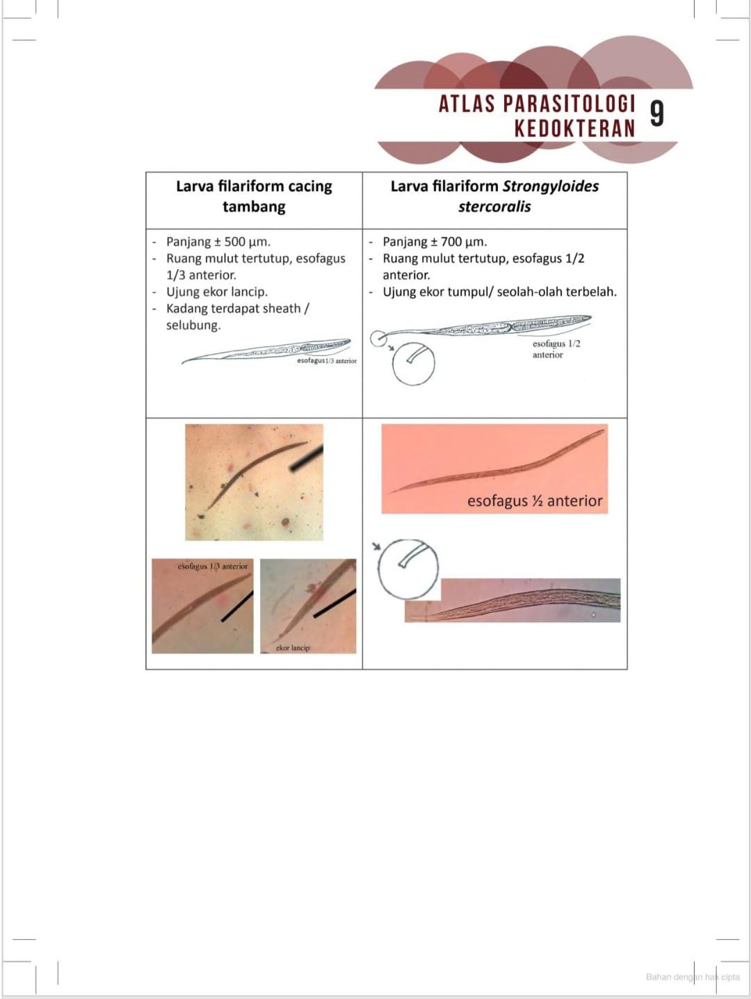 ATLAS PARASITOLOGI
KEDOKTERAN
9
Larva filariform cacing
tambang
- Panjang ± 500 µm.
- Ruang mulut tertutup, esofagus
1/3 anterior.
- Ujung ekor lancip.
- Kadang terdapat sheath /
selubung.
esofagus1/3 anterior
Larva filariform Strongyloides
stercoralis
- Panjang ± 700 µm.
- Ruang mulut tertutup, esofagus 1/2
anterior.
- Ujung ekor tumpul/ seolah-olah terbelah.
esofagus 1/2
anterior
esofagus 1/3 anterior
ekor lancip
esofagus ½ anterior
Bahan dengan hak cipta